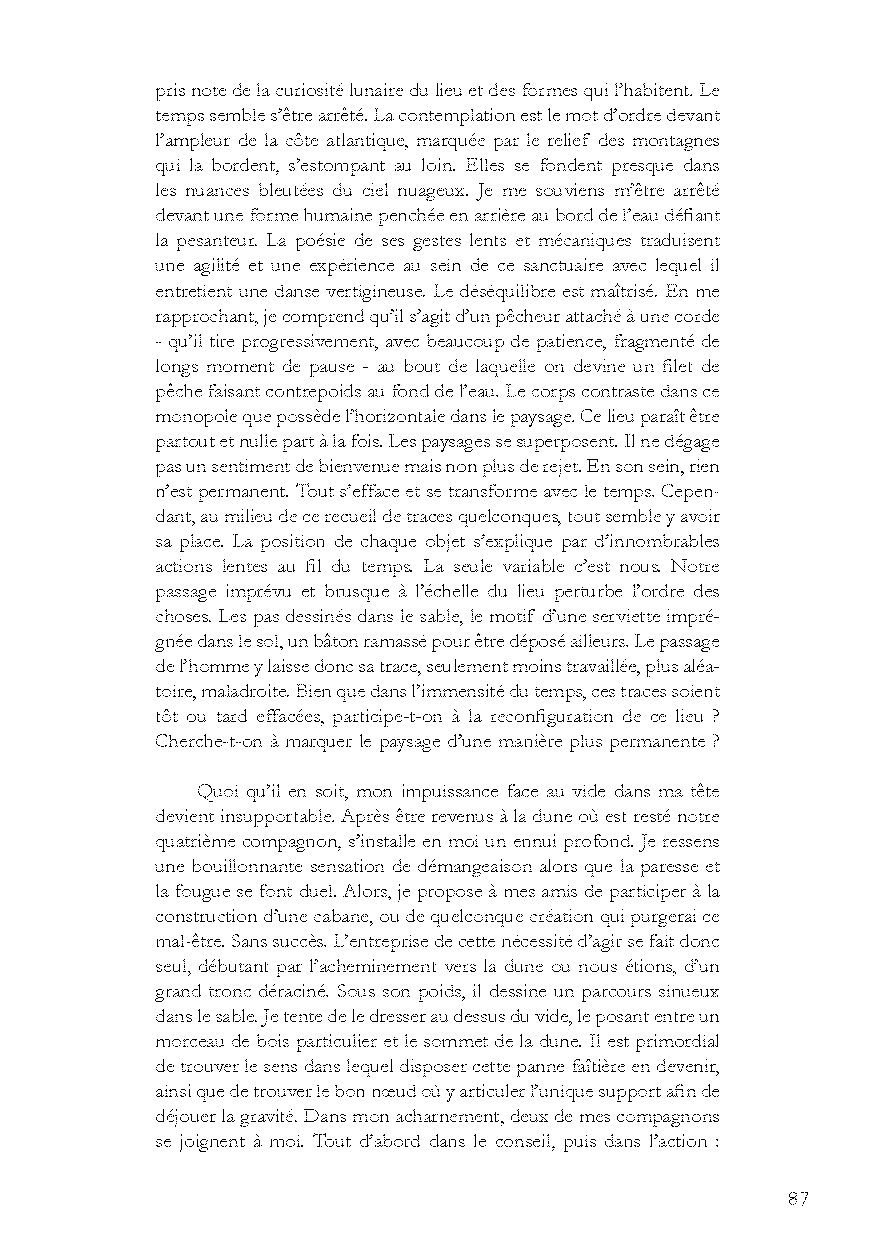 pris note de la curiosité lunaire du lieu et des formes qui l’habitent. Le
temps semble s’être arrêté. La contemplation est le mot d’ordre devant
l’ampleur de la côte atlantique, marquée par le relief des montagnes
qui la bordent, s’estompant au loin. Elles se fondent presque dans
les nuances bleutées du ciel nuageux. Je me souviens m’être arrêté
devant une forme humaine penchée en arrière au bord de l’eau défiant
la pesanteur. La poésie de ses gestes lents et mécaniques traduisent
une agilité et une expérience au sein de ce sanctuaire avec lequel il
entretient une danse vertigineuse. Le déséquilibre est maîtrisé. En me
rapprochant, je comprend qu’il s’agit d’un pêcheur attaché à une corde
- qu’il tire progressivement, avec beaucoup de patience, fragmenté de
longs moment de pause - au bout de laquelle on devine un filet de
pêche faisant contrepoids au fond de l’eau. Le corps contraste dans ce
monopole que possède l’horizontale dans le paysage. Ce lieu paraît être
partout et nulle part à la fois. Les paysages se superposent. Il ne dégage
pas un sentiment de bienvenue mais non plus de rejet. En son sein, rien
n’est permanent. Tout s’efface et se transforme avec le temps. Cepen-
dant, au milieu de ce recueil de traces quelconques, tout semble y avoir
sa place. La position de chaque objet s’explique par d’innombrables
actions lentes au fil du temps. La seule variable c’est nous. Notre
passage imprévu et brusque à l’échelle du lieu perturbe l’ordre des
choses. Les pas dessinés dans le sable, le motif d’une serviette impré-
gnée dans le sol, un bâton ramassé pour être déposé ailleurs. Le passage
de l’homme y laisse donc sa trace, seulement moins travaillée, plus aléa-
toire, maladroite. Bien que dans l’immensité du temps, ces traces soient
tôt ou tard effacées, participe-t-on à la reconfiguration de ce lieu ?
Cherche-t-on à marquer le paysage d’une manière plus permanente ?
Quoi qu’il en soit, mon impuissance face au vide dans ma tête
devient insupportable. Après être revenus à la dune où est resté notre
quatrième compagnon, s’installe en moi un ennui profond. Je ressens
une bouillonnante sensation de démangeaison alors que la paresse et
la fougue se font duel. Alors, je propose à mes amis de participer à la
construction d’une cabane, ou de quelconque création qui purgerai ce
mal-être. Sans succès. L’entreprise de cette nécessité d’agir se fait donc
seul, débutant par l’acheminement vers la dune ou nous étions, d’un
grand tronc déraciné. Sous son poids, il dessine un parcours sinueux
dans le sable. Je tente de le dresser au dessus du vide, le posant entre un
morceau de bois particulier et le sommet de la dune. Il est primordial
de trouver le sens dans lequel disposer cette panne faîtière en devenir,
ainsi que de trouver le bon nœud où y articuler l’unique support afin de
déjouer la gravité. Dans mon acharnement, deux de mes compagnons
se joignent à moi. Tout d’abord dans le conseil, puis dans l’action :
87